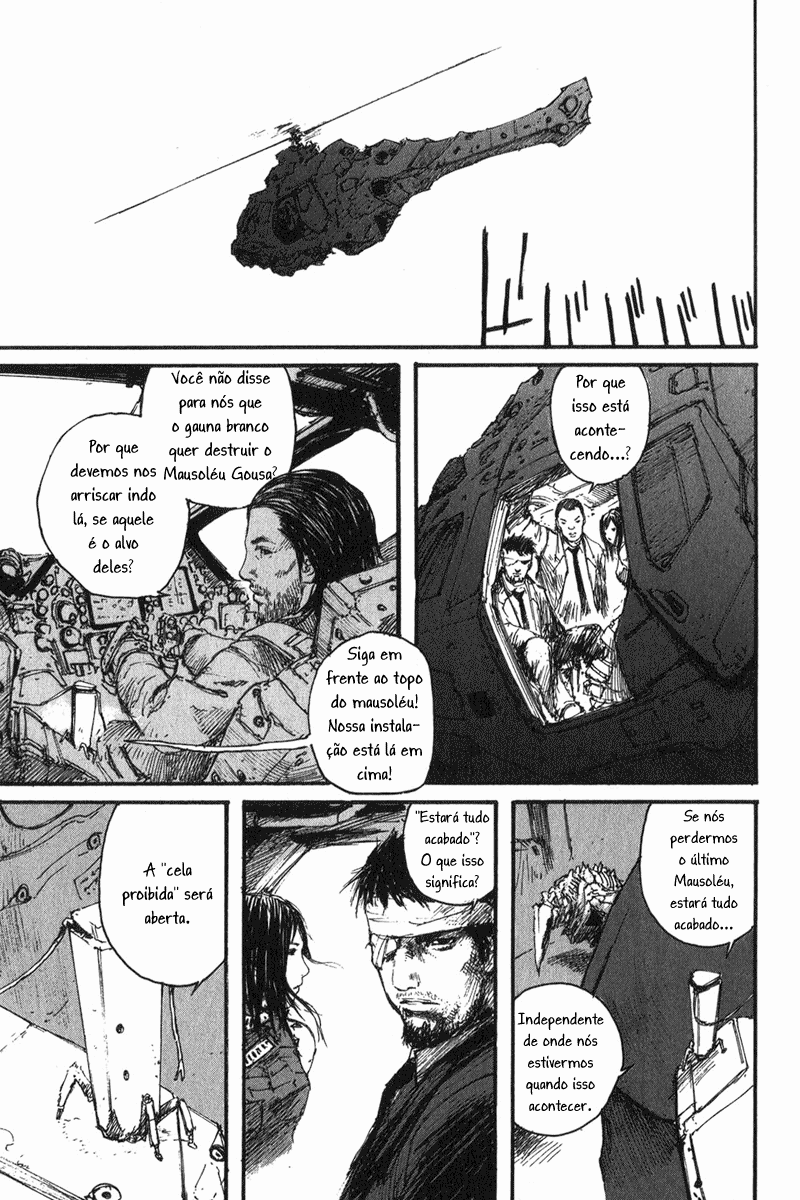 Por que
isso está
aconte-
cendo...?
Você não disse
para nós que
o gauna branco
quer destruir o
Mausoléu Gousa?
Por que
devemos nos
arriscar indo
lá, se aquele
é o alvo
deles?
Siga em
frente ao topo
do mausoléu!
Nossa instala-
ção está lá em
cima!
Se nós
perdermos
o último
Mausoléu,
estará tudo
acabado...
Independente
de onde nós
estivermos
quando isso
acontecer.
"Estará tudo
acabado"?
O que isso
significa?
A "cela
proibida" será
aberta.